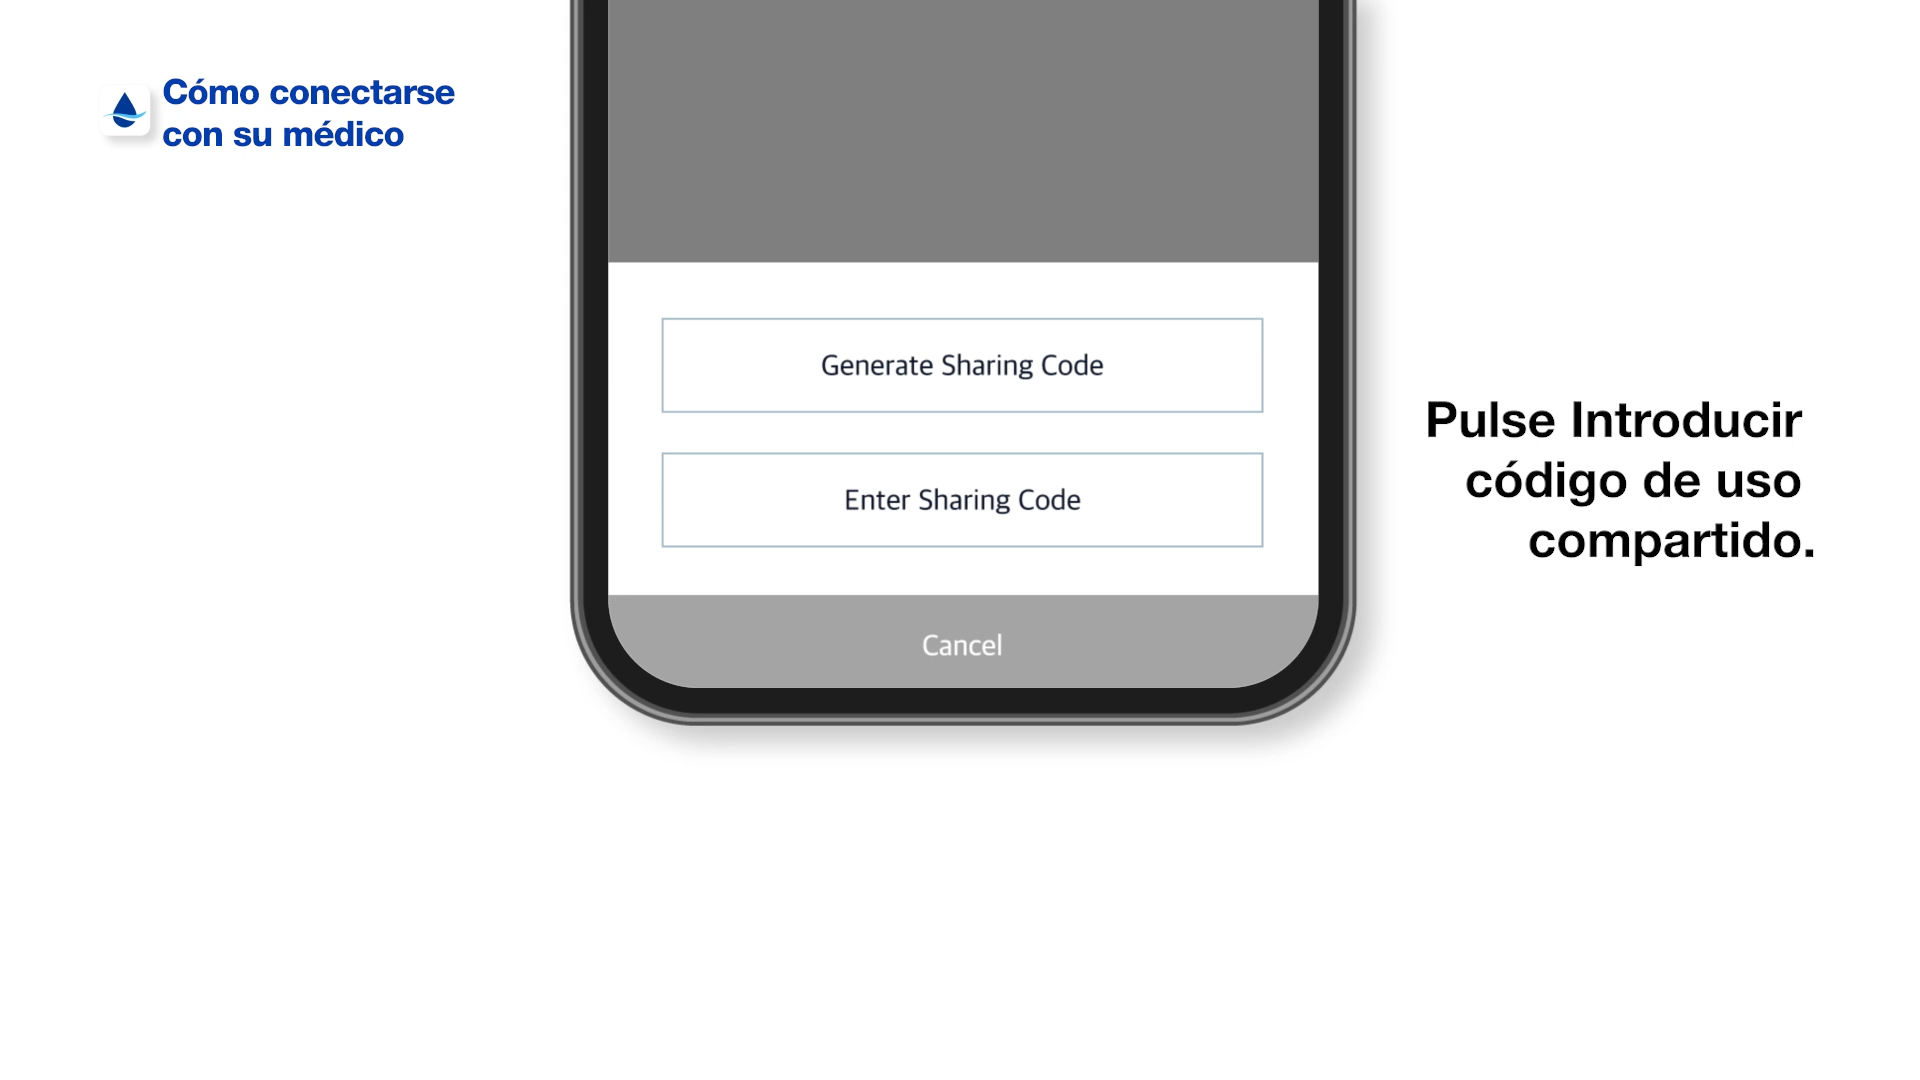 Cómo conectarse
con su médico
Generate Sharing Code
Enter Sharing Code
Cancel
Pulse Introducir
código de uso
compartido.